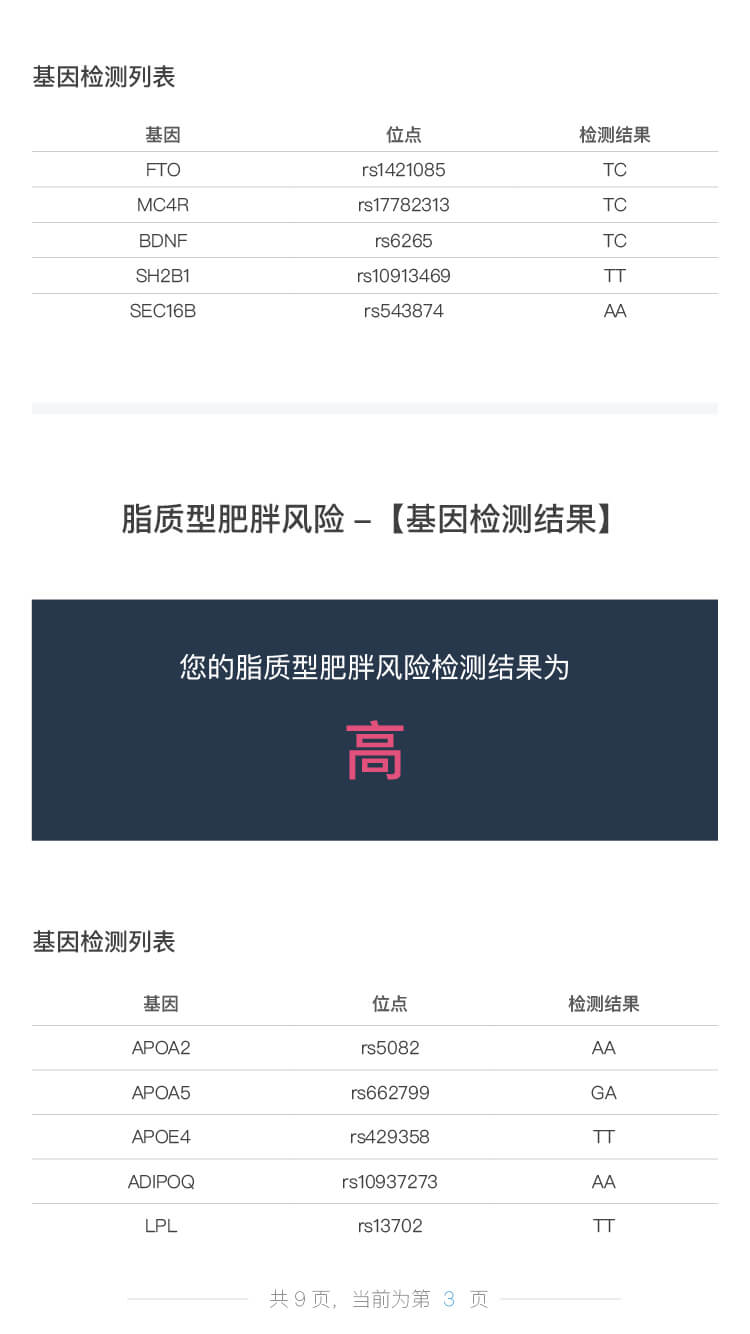 基因检测列表
基因 位点 检测结果
FTO rs1421085 TC
MC4R rs17782313 TC
BDNF rs6265 TC
SH2B1 rs10913469 TT
SEC16B rs543874 AA
脂质型肥胖风险 –【基因检测结果】
您的脂质型肥胖风险检测结果为
高
基因检测列表
基因 位点 检测结果
APOA2 rs5082 AA
APOA5 rs662799 GA
APOE4 rs429358 TT
ADIPOQ rs10937273 AA
LPL rs13702 TT
共 9 页，当前为第 3 页